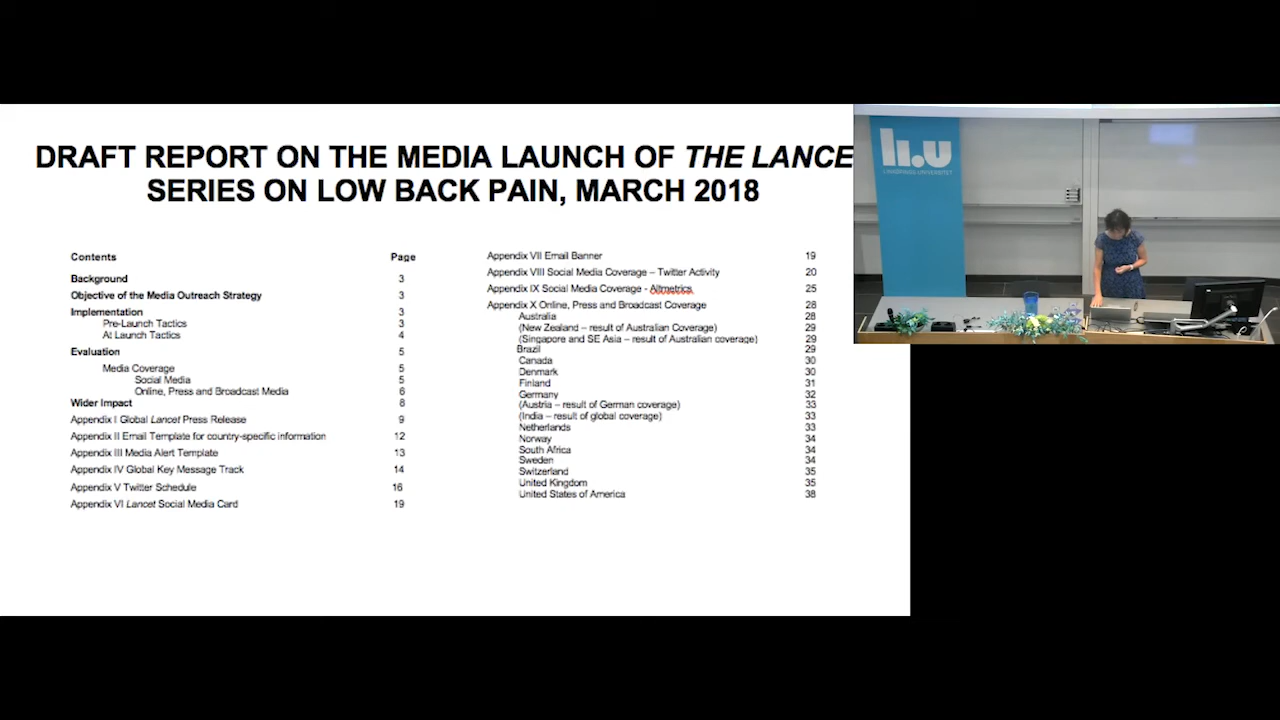 DRAFT REPORT ON THE MEDIA LAUNCH OF THE LANCE
SERIES ON LOW BACK PAIN, MARCH 2018
Contents Page
Background 3
Objective of the Media Outreach Strategy 3
Implementation 3
Pre-Launch Tactics 3
At Launch Tactics 4
Evaluation 5
Media Coverage 5
Social Media 5
Online, Press and Broadcast Media 6
Wider Impact 8
Appendix I Global Lancet Press Release 9
Appendix II Email Template for country-specific information 12
Appendix III Media Alert Template 13
Appendix IV Global Key Message Track 14
Appendix V Twitter Schedule 16
Appendix VI Lancet Social Media Card 19
Appendix VII Email Banner 19
Appendix VIII Social Media Coverage – Twitter Activity 20
Appendix IX Social Media Coverage - Altmetrics 25
Appendix X Online, Press and Broadcast Coverage 28
Australia 28
(New Zealand – result of Australian Coverage) 29
(Singapore and SE Asia – result of Australian coverage) 29
Brazil 29
Canada 30
Denmark 30
Finland 31
Germany 32
(Austria – result of German coverage) 33
(India – result of global coverage) 33
Netherlands 33
Norway 34
South Africa 34
Sweden 34
Switzerland 35
United Kingdom 35
United States of America 38
li.u
LINKÖPINGS UNIVERSITET